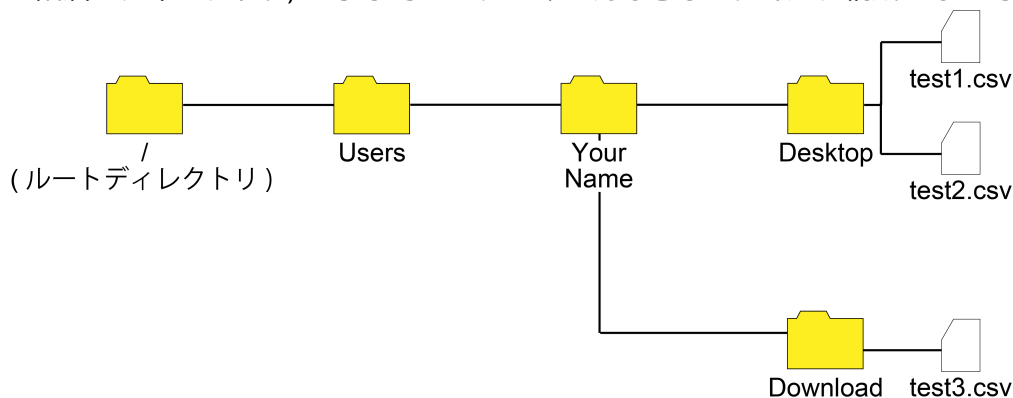 test1.csv
/
(ルートディレクトリ)
Users
Your
Name
Desktop
test2.csv
Download
test3.csv